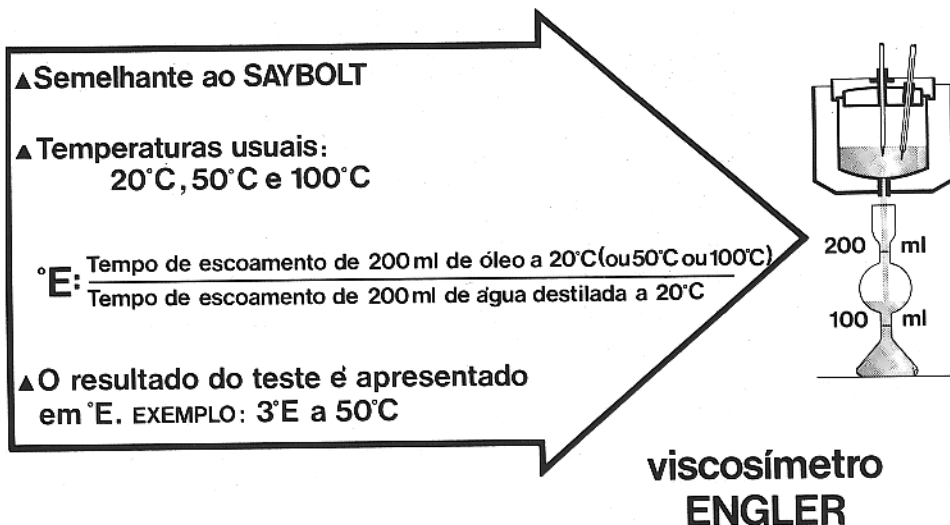 ▲Semelhante ao SAYBOLT
▲Temperaturas usuais:
20°C, 50°C e 100°C
°E: Tempo de escoamento de 200 ml de óleo a 20°C (ou 50°C ou 100°C)
Tempo de escoamento de 200 ml de água destilada a 20°C
▲O resultado do teste é apresentado
em °E. EXEMPLO: 3°E a 50°C
200 ml
100 ml
viscosímetro
ENGLER